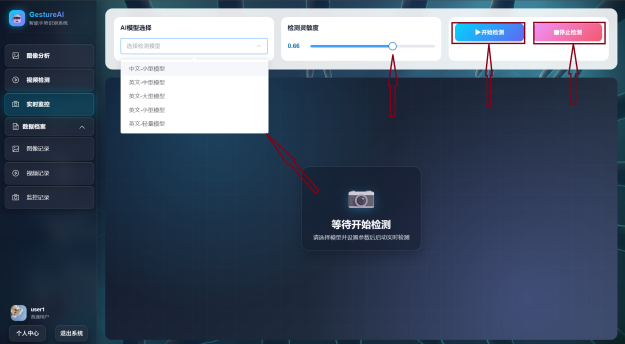 GestureAI
智能手势识别系统
图像分析
视频检测
实时监控
数据档案
图像记录
视频记录
监控记录
user1
普通用户
个人中心
退出系统
AI模型选择
选择检测模型
中文-小型模型
英文-中型模型
英文-大型模型
英文-小型模型
英文-轻量模型
检测灵敏度
0.66
开始检测
停止检测
等待开始检测
请选择模型并设置参数后启动实时检测